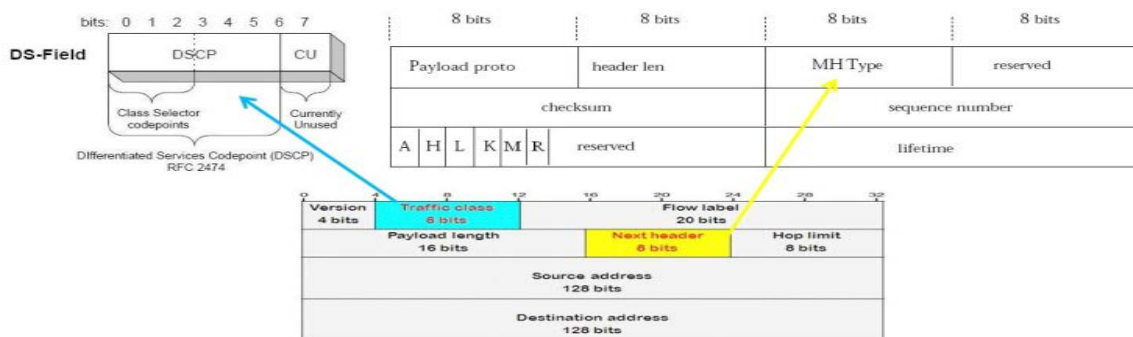 bits: 0 1 2 3 4 5 6 7
DS-Field
DSCP
CU
Class Selector
codepoints
Currently
Unused
DIfferentiated Services Codepoint (DSCP)
RFC 2474
8 bits 8 bits 8 bits 8 bits
Payload proto header len MH Type reserved
checksum sequence number
A H L K M R reserved lifetime
0 4 8 12 16 20 24 28 32
Version Traffic class Flow label
4 bits 8 bits 20 bits
Payload length Next header Hop limit
16 bits 8 bits 8 bits
Source address
128 bits
Destination address
128 bits